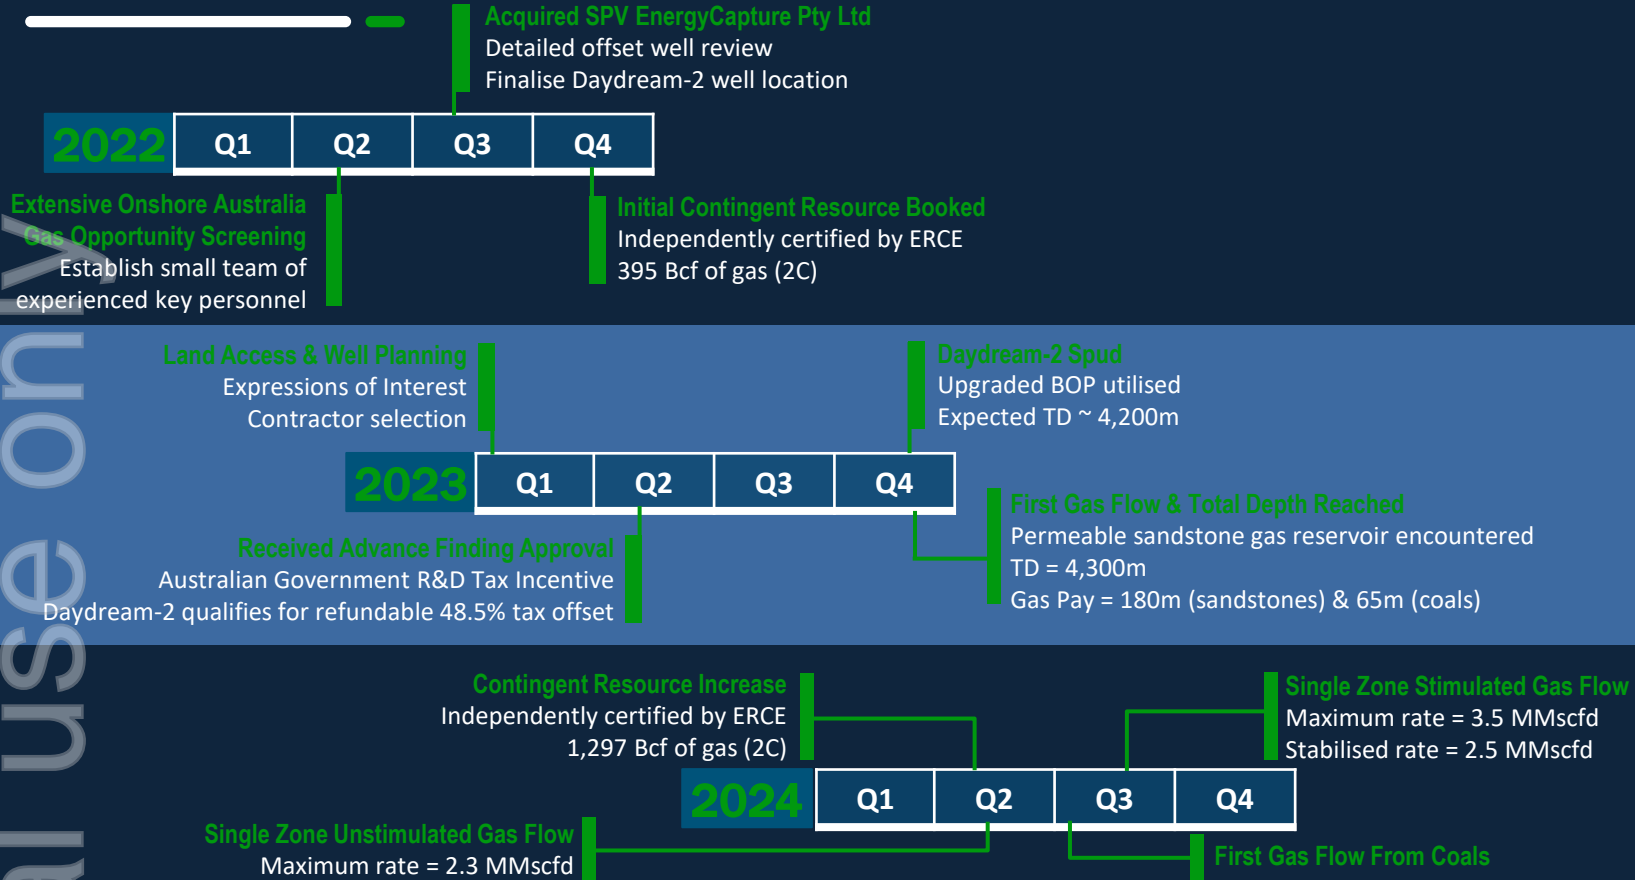 Acquired SPV EnergyCapture Pty Ltd
Detailed offset well review
Finalise Daydream-2 well location
2022 Q1 Q2 Q3 Q4
Extensive Onshore Australia
Gas Opportunity Screening
Establish small team of
experienced key personnel
Initial Contingent Resource Booked
Independently certified by ERCE
395 Bcf of gas (2C)
Land Access & Well Planning
Expressions of Interest
Contractor selection
Daydream-2 Spud
Upgraded BOP utilised
Expected TD ~ 4,200m
2023 Q1 Q2 Q3 Q4
Received Advance Finding Approval
Australian Government R&D Tax Incentive
Daydream-2 qualifies for refundable 48.5% tax offset
First Gas Flow & Total Depth Reached
Permeable sandstone gas reservoir encountered
TD = 4,300m
Gas Pay = 180m (sandstones) & 65m (coals)
Contingent Resource Increase
Independently certified by ERCE
1,297 Bcf of gas (2C)
Single Zone Stimulated Gas Flow
Maximum rate = 3.5 MMscfd
Stabilised rate = 2.5 MMscfd
2024 Q1 Q2 Q3 Q4
Single Zone Unstimulated Gas Flow
Maximum rate = 2.3 MMscfd
First Gas Flow From Coals
al use only